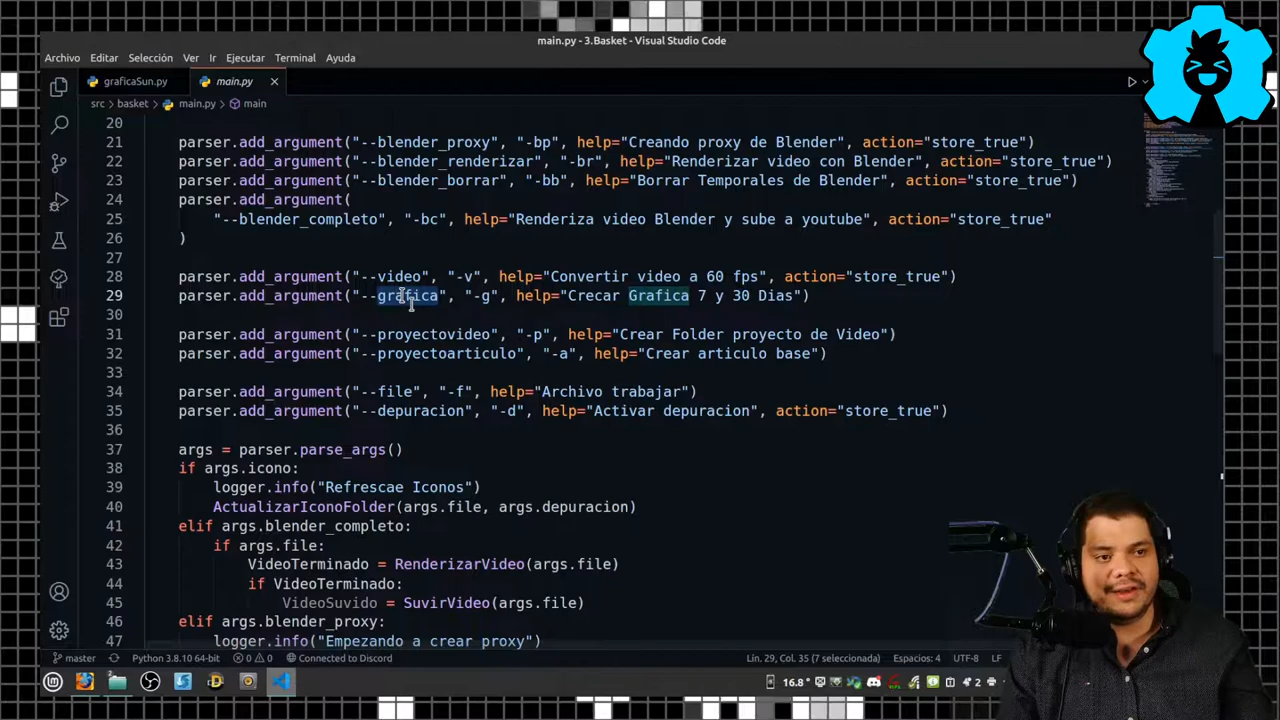 main.py - 3.Basket - Visual Studio Code
Archivo Editar Selección Ver Ir Ejecutar Terminal Ayuda
graficaSun.py main.py
src basket main.py main
20
21 parser.add_argument("--blender_proxy", "-bp", help="Creando proxy de Blender", action="store_true")
22 "-br", help="Renderizar video con Blender", action="store_true")
23 parser.add_argument("--blender_borrar", "-bb", help="Borrar Temporales de Blender", action="store_true")
24 parser.add_argument(
25 "--blender_completo", "-bc", help="Renderiza video Blender y sube a youtube", action="store_true"
26 )
27
28 parser.add_argument("--video", "-v", help="Convertir video a 60 fps", action="store_true")
29 parser.add_argument("--grafica", "-g", help="Crecar Grafica 7 y 30 Dias")
30
31 parser.add_argument("--proyectovideo", "-p", help="Crear Folder proyecto de Video")
32 parser.add_argument("--proyectoarticulo", "-a", help="Crear articulo base")
33
34 parser.add_argument("--file", "-f", help="Archivo trabajar")
35 parser.add_argument("--depuracion", "-d", help="Activar depuracion", action="store_true")
36
37 args = parser.parse_args()
38 if args.icono:
39 logger.info("Refrescae Iconos")
40 ActualizarIconoFolder(args.file, args.depuracion)
41 elif args.blender_completo:
42 if args.file:
43 VideoTerminado = RenderizarVideo(args.file)
44 if VideoTerminado:
45 VideoSuvido = SuvirVideo(args.file)
46 elif args.blender_proxy:
47 logger.info("Empezando a crear proxy")
master Python 3.8.10 64-bit 0 0 Connected to Discord Lin. 29, Col. 35 (7 seleccionada) Espacios: 4 UTF-8 LF
16.8° 2